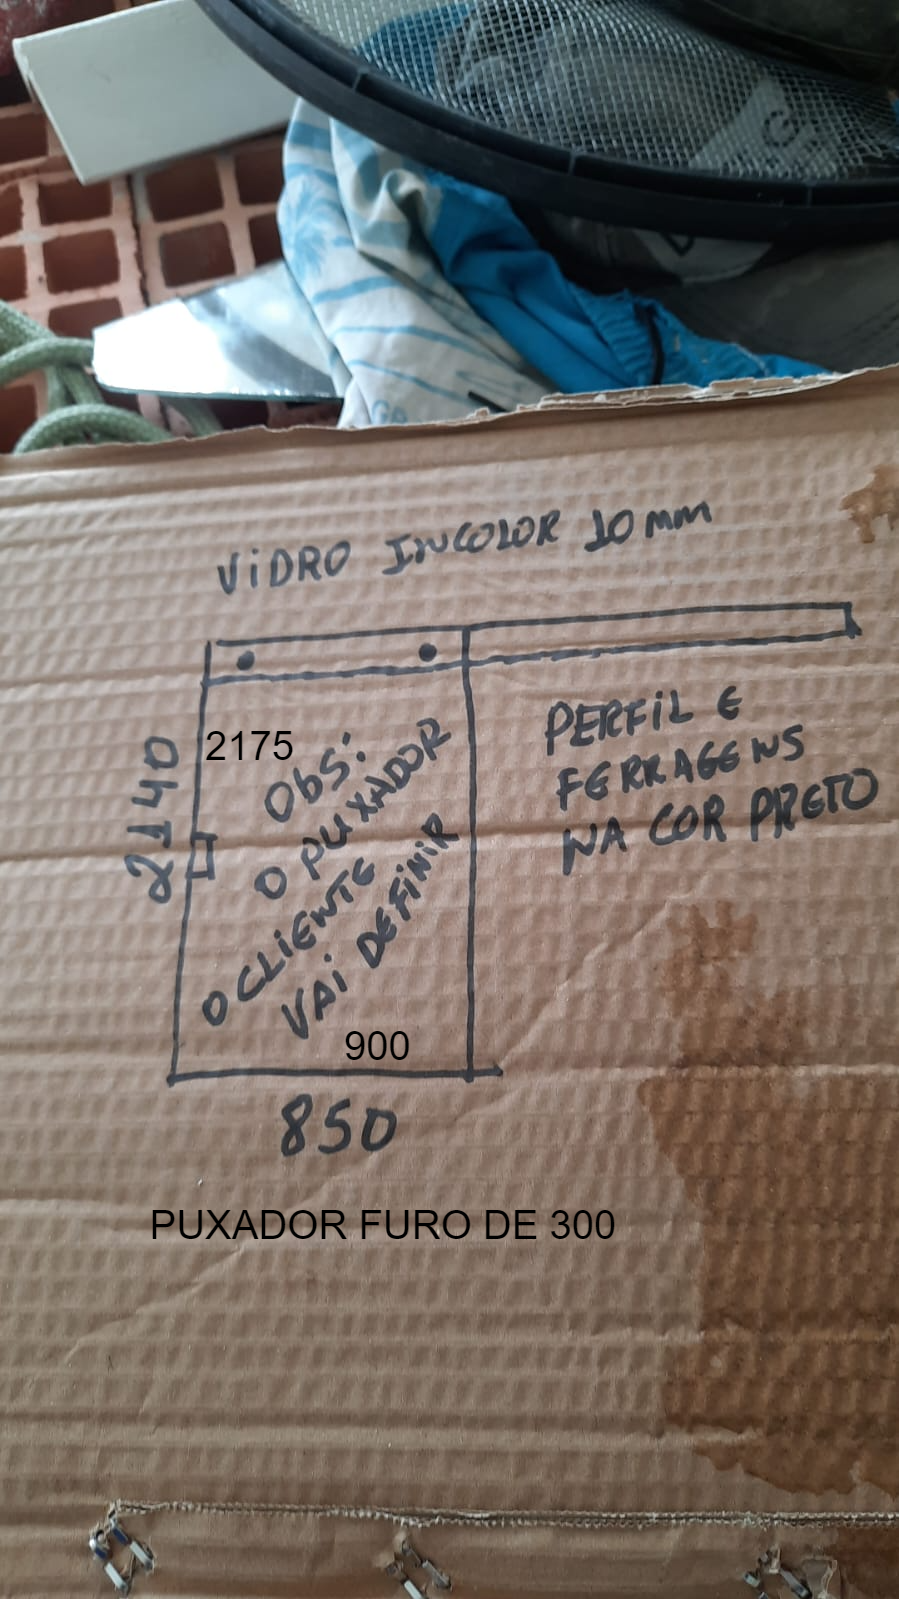 VIDRO INCOLOR 10 mm
2140
2175
Obs:
O PUXADOR
O CLIENTE
VAI DEFINIR
PERFIL E
FERRAGENS
NA COR PRETO
900
850
PUXADOR FURO DE 300